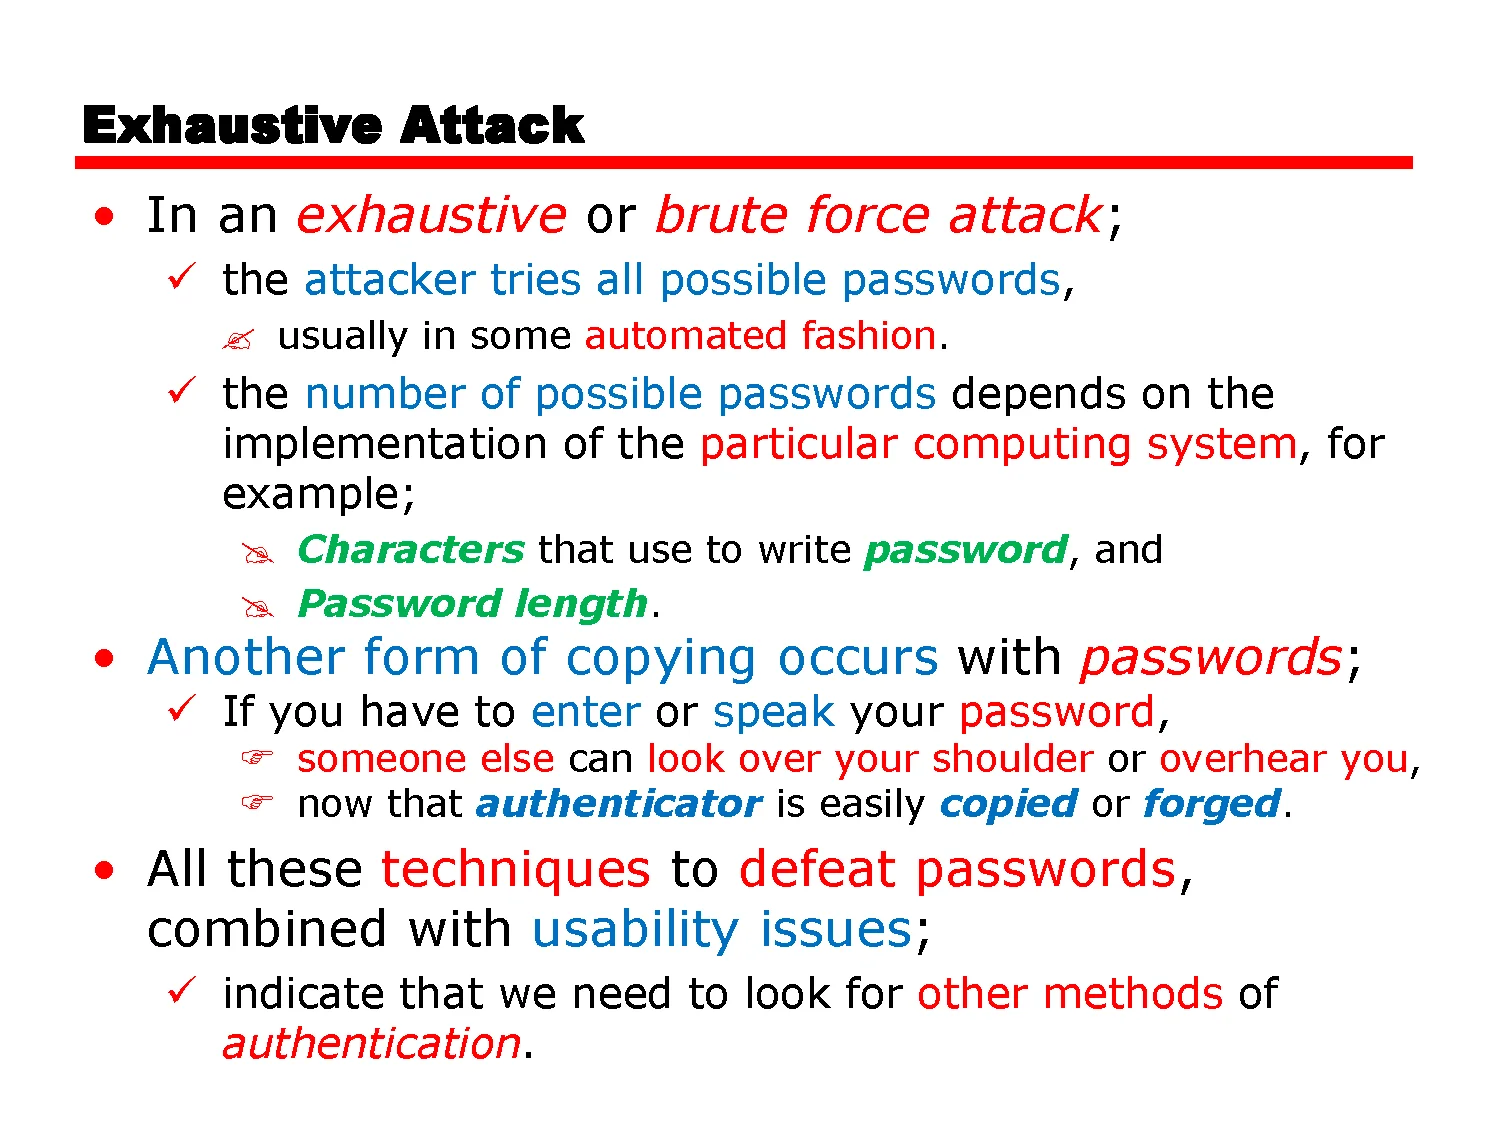 Exhaustive Attack
• In an exhaustive or brute force attack;
✓ the attacker tries all possible passwords,
usually in some automated fashion.
✓ the number of possible passwords depends on the
implementation of the particular computing system, for
example;
Characters that use to write password, and
Password length.
• Another form of copying occurs with passwords;
✓ If you have to enter or speak your password,
☞ someone else can look over your shoulder or overhear you,
☞ now that authenticator is easily copied or forged.
• All these techniques to defeat passwords,
combined with usability issues;
✓ indicate that we need to look for other methods of
authentication.